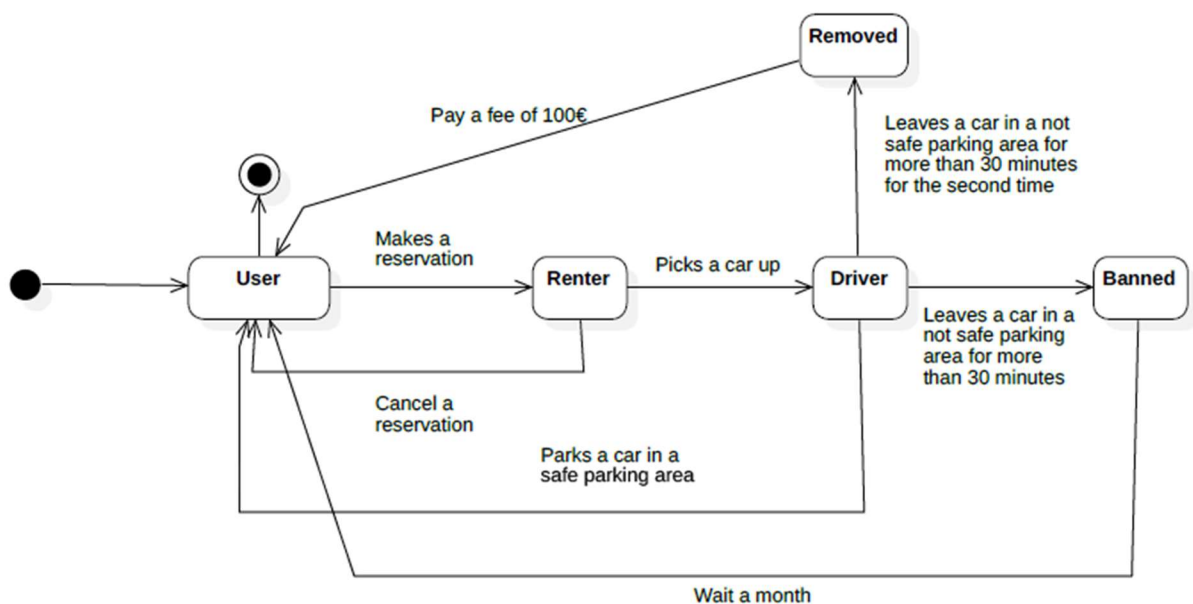 Removed
Pay a fee of 100€
Leaves a car in a not
safe parking area for
more than 30 minutes
for the second time
Makes a
reservation
User
Renter
Picks a car up
Driver
Banned
Leaves a car in a
not safe parking
area for more
than 30 minutes
Cancel a
reservation
Parks a car in a
safe parking area
Wait a month